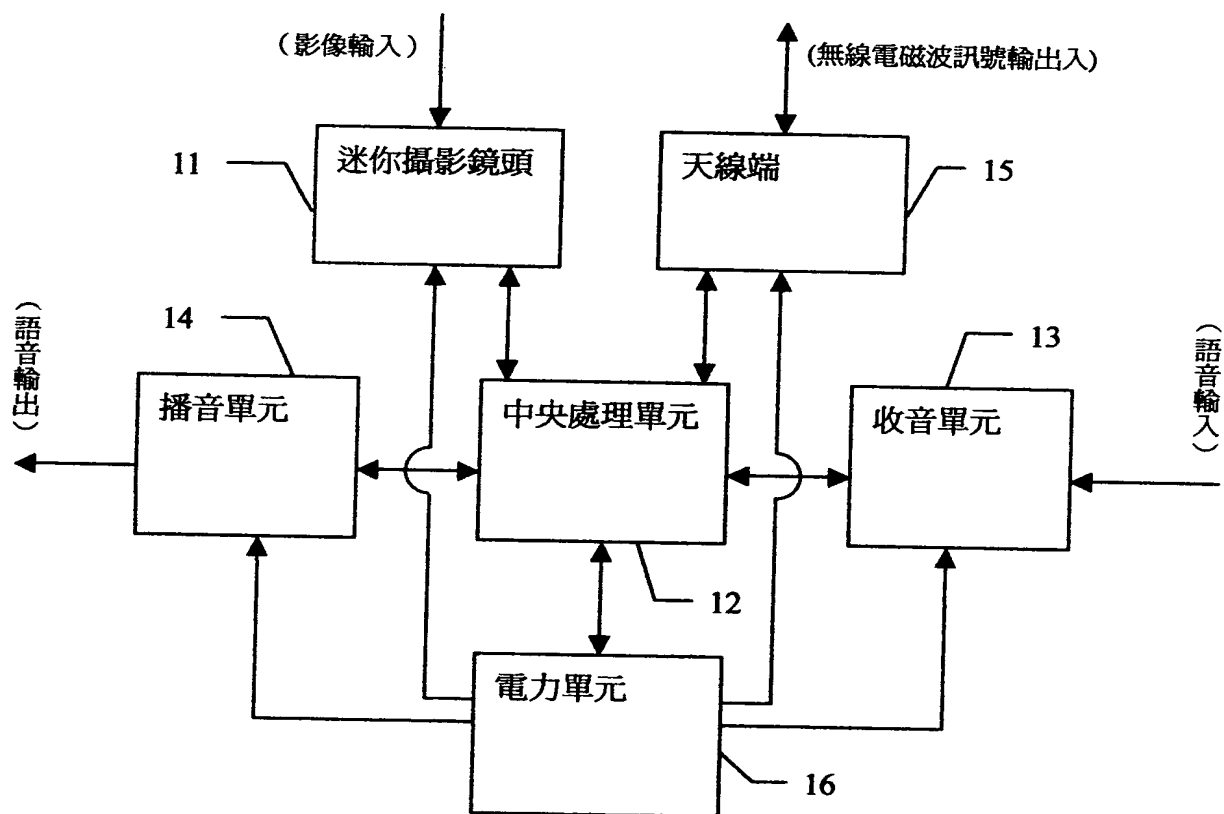 （影像輸入）
(無線電磁波訊號輸出入)
11
迷你攝影鏡頭
天線端
15
（語音輸出）
14
13
（語音輸入）
播音單元
中央處理單元
收音單元
12
電力單元
16